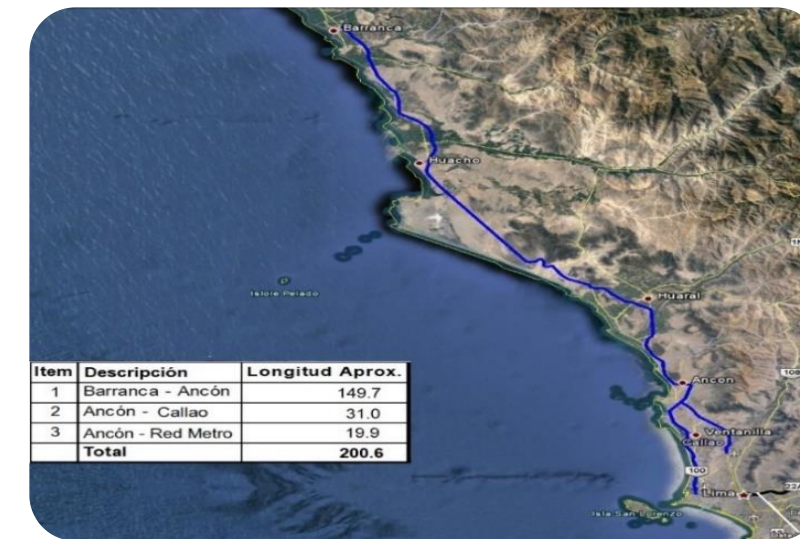 Barranca
Huacho
Islote Pelado
Huaral
Ancon
Ventanilla
Callao
100
Lima
Isla San Lorenzo
Item Descripción Longitud Aprox.
1 Barranca - Ancón 149.7
2 Ancón - Callao 31.0
3 Ancón - Red Metro 19.9
Total 200.6